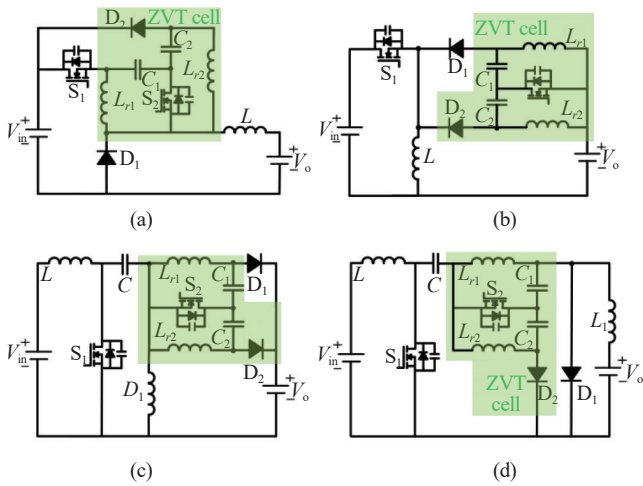 D₂ ZVT cell
C₂
S₁ C₁ Lr2
Lr1 S₂
Vin + − L
D₁ + − Vo
(a)
ZVT cell
S₁ D₁ Lr1
C₁
D₂ C₂ Lr2
Vin + − L + − Vo
(b)
L C Lr1 C₁ D₁
S₂
Vin + − S₁ Lr2 C₂
D₂
D₁ + − Vo
(c)
L C Lr1 C₁
S₂ L₁
Vin + − S₁ Lr2 C₂
ZVT D₂ D₁ + − Vo
cell
(d)